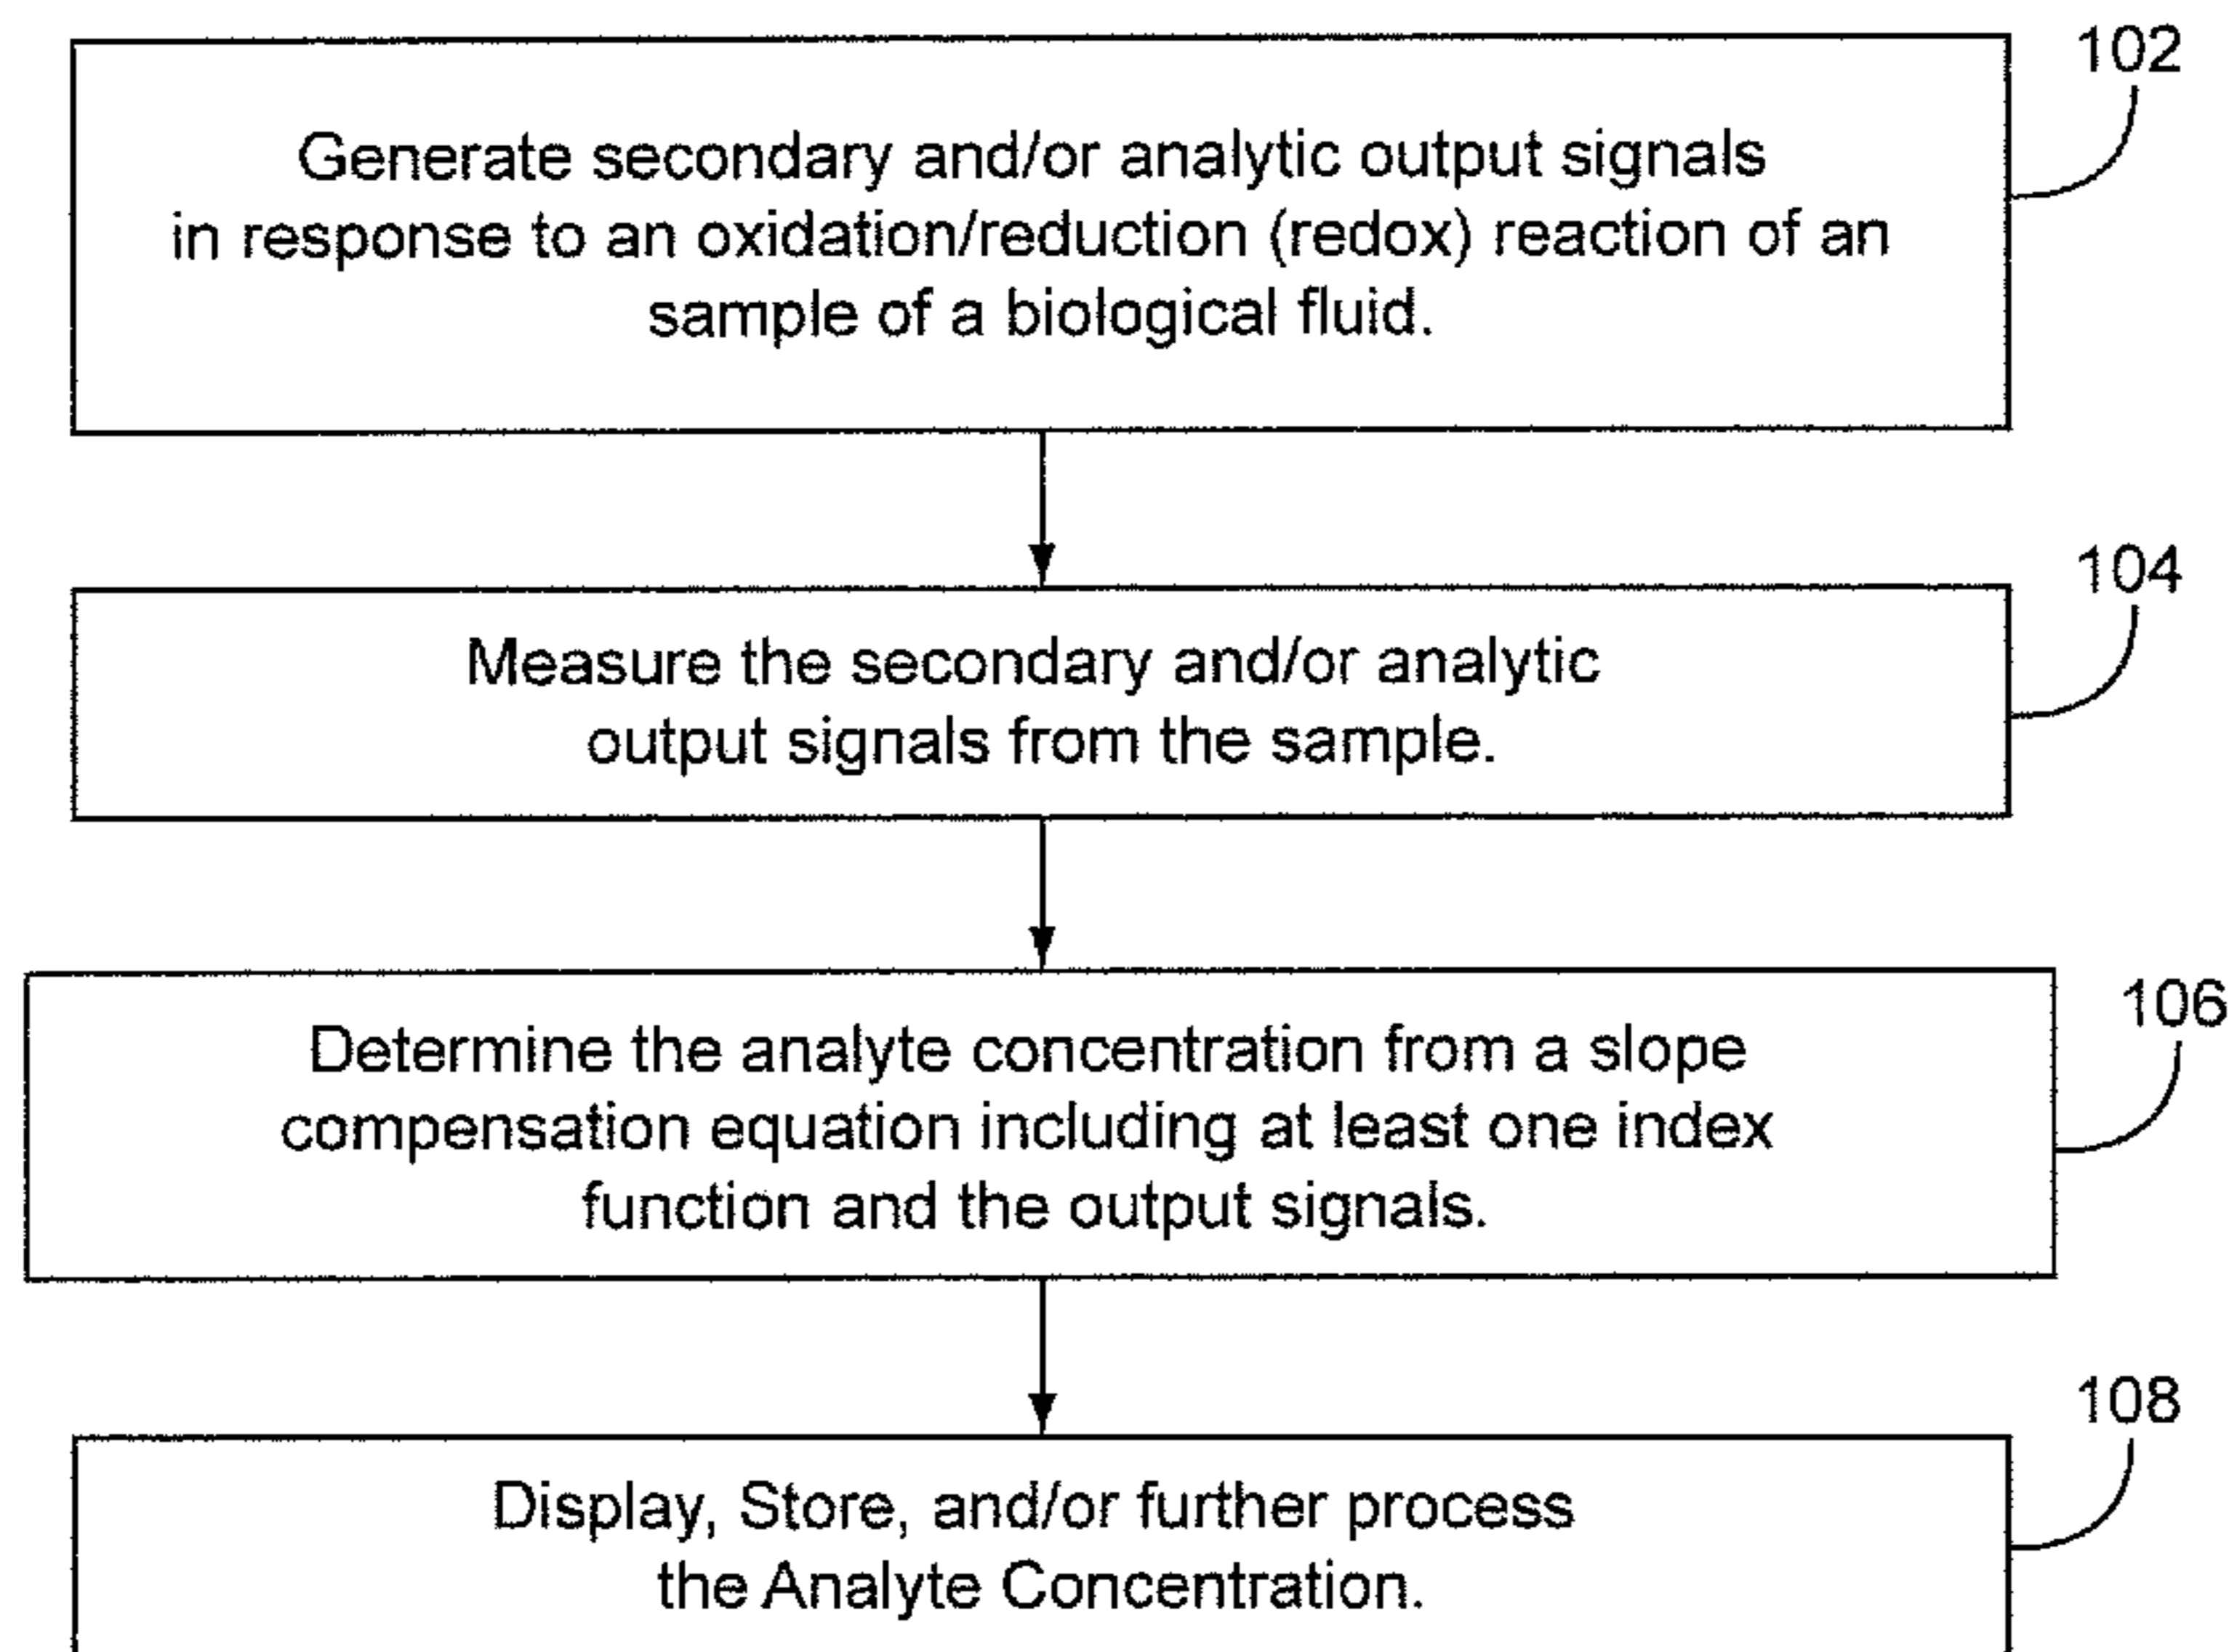 102
Generate secondary and/or analytic output signals
in response to an oxidation/reduction (redox) reaction of an
sample of a biological fluid.
104
Measure the secondary and/or analytic
output signals from the sample.
106
Determine the analyte concentration from a slope
compensation equation including at least one index
function and the output signals.
108
Display, Store, and/or further process
the Analyte Concentration.